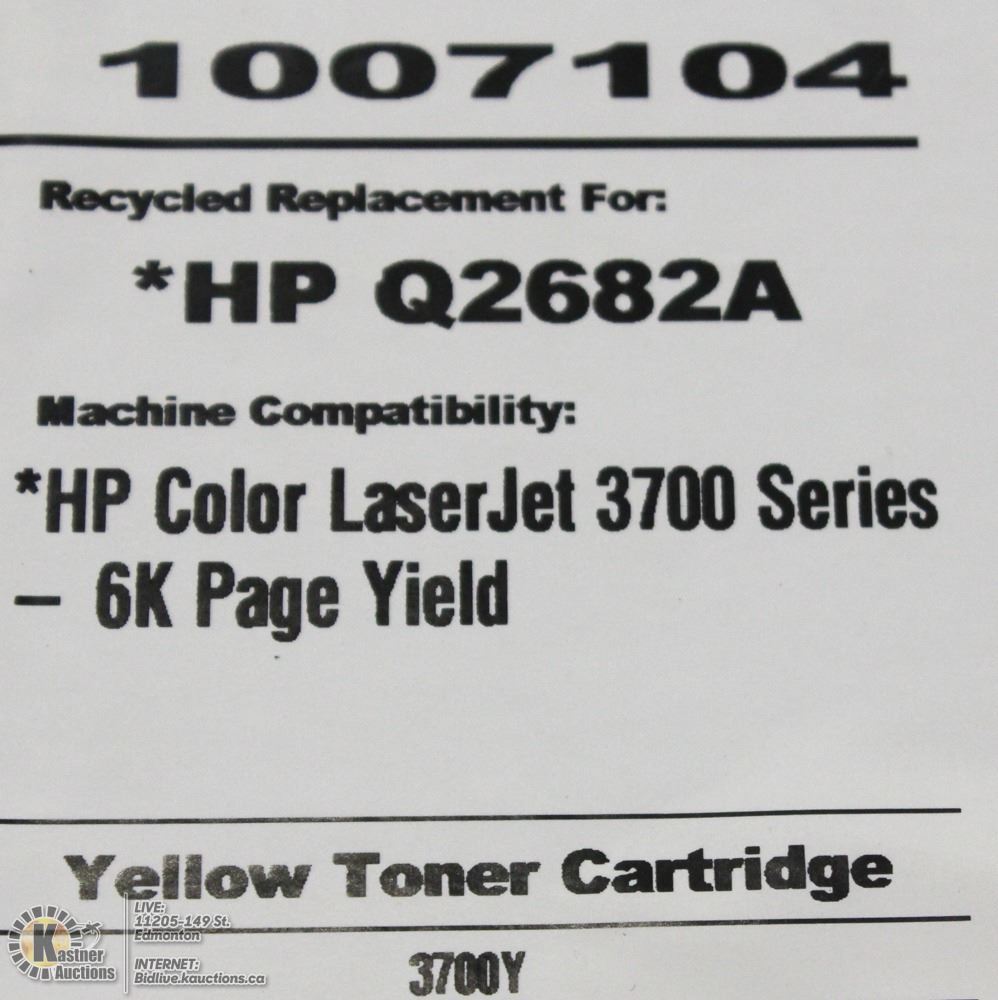 1007104
Recycled Replacement For:
*HP Q2682A
Machine Compatibility:
*HP Color LaserJet 3700 Series
- 6K Page Yield
Yellow Toner Cartridge
3700Y
Kastner
Auctions
LIVE:
11205-149 St.
Edmonton
INTERNET:
Bidlive.kauctions.ca